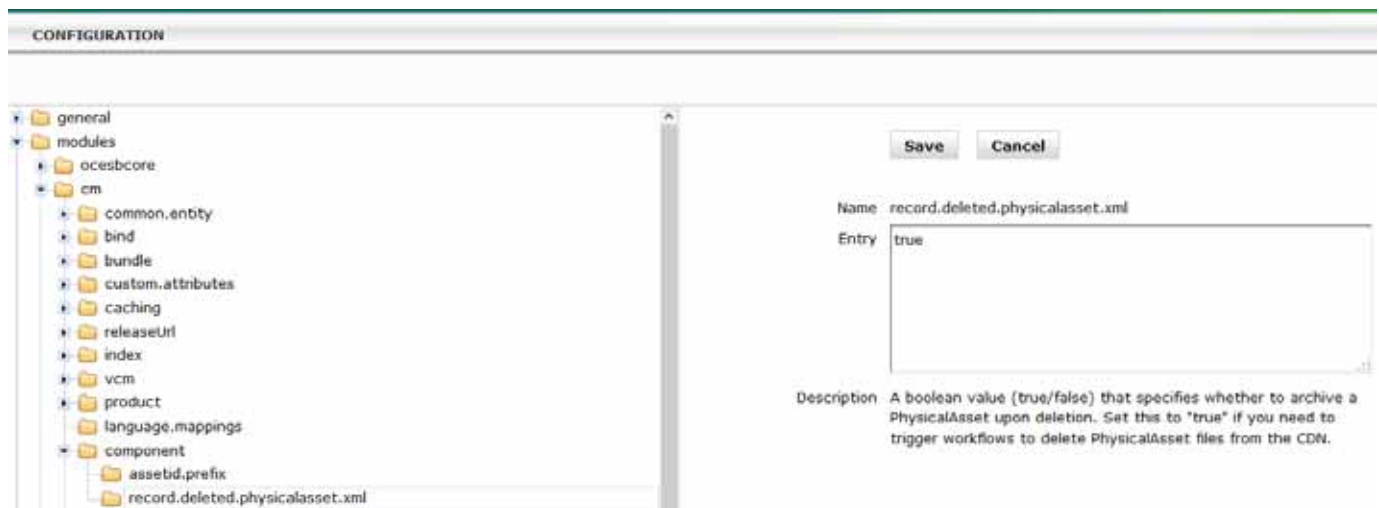 CONFIGURATION
general
modules
ocesbcore
cm
common.entity
bind
bundle
custom.attributes
caching
releaseUrl
index
vcm
product
language.mappings
component
assetid.prefix
record.deleted.physicalasset.xml
Save Cancel
Name record.deleted.physicalasset.xml
Entry true
Description A boolean value (true/false) that specifies whether to archive a
PhysicalAsset upon deletion. Set this to "true" if you need to
trigger workflows to delete PhysicalAsset files from the CDN.